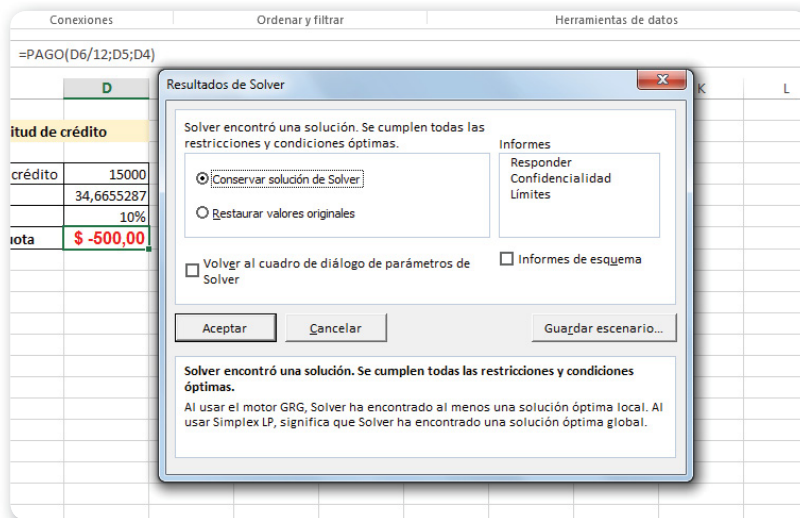 Conexiones
Ordenar y filtrar
Herramientas de datos
=PAGO(D6/12;D5;D4)
D
K
L
itud de crédito
crédito 15000
34,6655287
10%
uota $ -500,00
Resultados de Solver
Solver encontró una solución. Se cumplen todas las
restricciones y condiciones óptimas.
Conservar solución de Solver
Restaurar valores originales
Informes
Responder
Confidencialidad
Límites
Volver al cuadro de diálogo de parámetros de
Solver
Informes de esquema
Aceptar
Cancelar
Guardar escenario...
Solver encontró una solución. Se cumplen todas las restricciones y condiciones
óptimas.
Al usar el motor GRG, Solver ha encontrado al menos una solución óptima local. Al
usar Simplex LP, significa que Solver ha encontrado una solución óptima global.